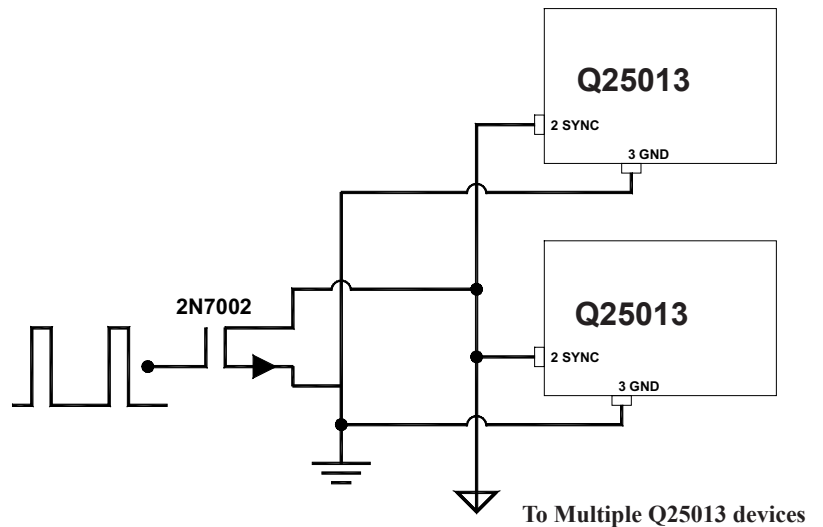 Q25013
2 SYNC
3 GND
2N7002
Q25013
2 SYNC
3 GND
To Multiple Q25013 devices